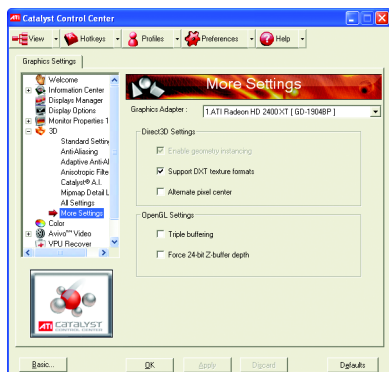 ATI Catalyst Control Center
View Hotkeys Profiles Preferences Help
Graphics Settings
Welcome
Information Center
Displays Manager
Display Options
Monitor Properties 1
3D
Standard Settin
Anti-Aliasing
Adaptive Anti-Al
Anisotropic Filte
Catalyst® A.I.
Mipmap Detail L
All Settings
More Settings
Color
Avivo™ Video
VPU Recover
ATI CATALYST
CONTROL CENTER
More Settings
Graphics Adapter :
1.ATI Radeon HD 2400 XT [ GD-1904BP ]
Direct3D Settings
Enable geometry instancing
Support DXT texture formats
Alternate pixel center
OpenGL Settings
Triple buffering
Force 24-bit Z-buffer depth
Basic... OK Apply Discard Defaults